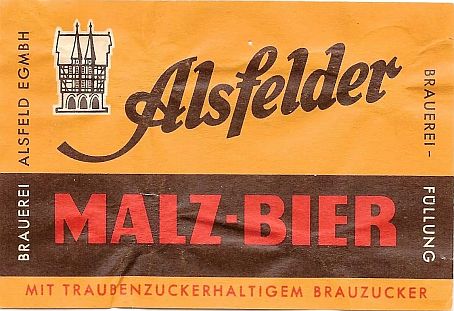 Alsfelder
MALZ-BIER
MIT TRAUBENZUCKERHALTIGEM BRAUZUCKER
BRAUEREI ALSFELD EGMBH
BRAUEREI-FÜLLUNG